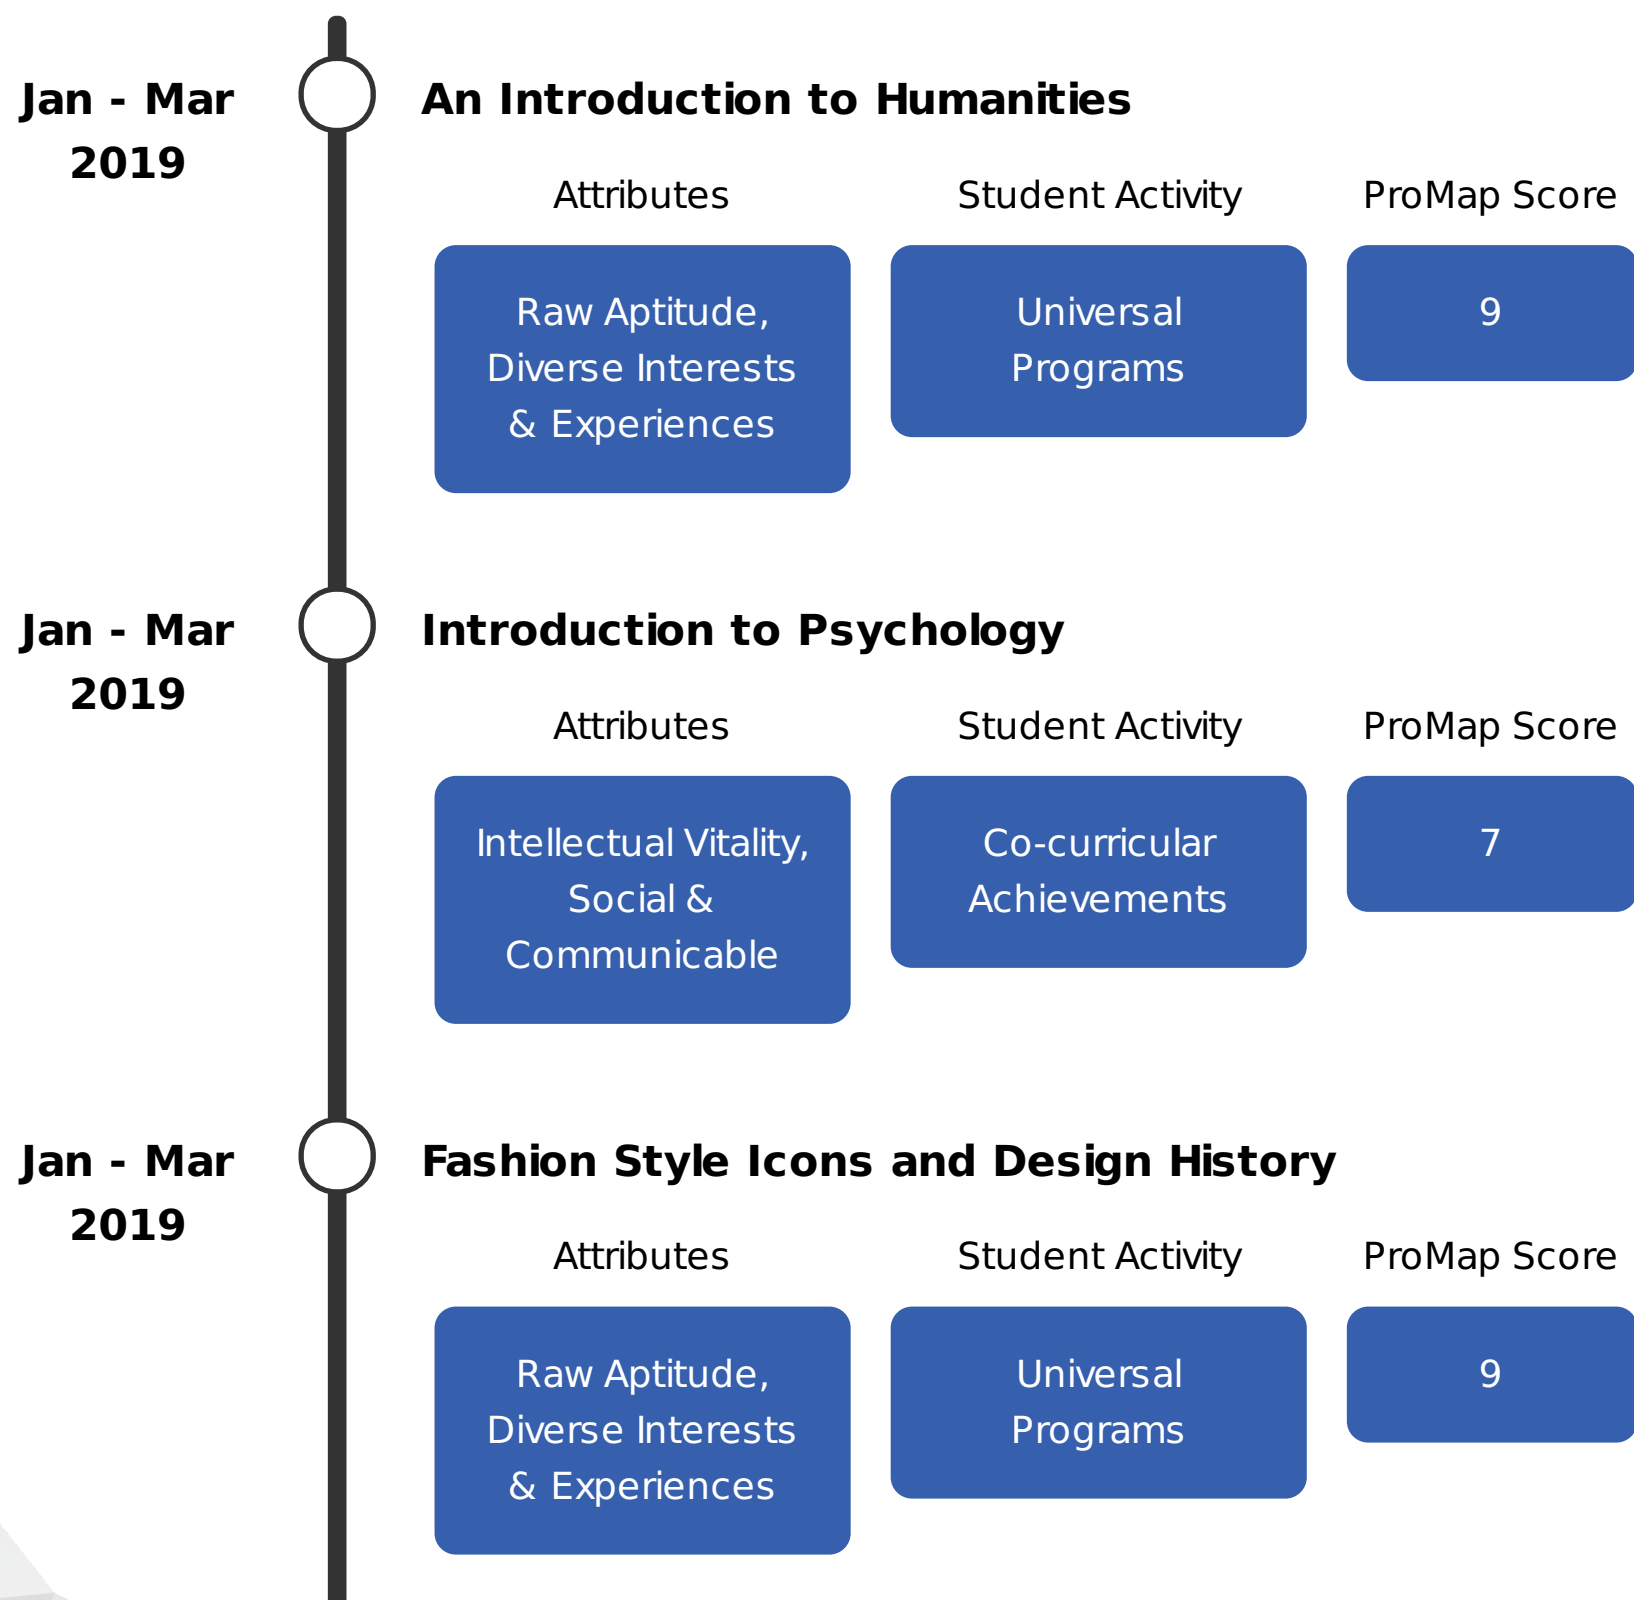 Jan - Mar
2019
An Introduction to Humanities
Attributes
Student Activity
ProMap Score
Raw Aptitude,
Diverse Interests
& Experiences
Universal
Programs
9
Jan - Mar
2019
Introduction to Psychology
Attributes
Student Activity
ProMap Score
Intellectual Vitality,
Social &
Communicable
Co-curricular
Achievements
7
Jan - Mar
2019
Fashion Style Icons and Design History
Attributes
Student Activity
ProMap Score
Raw Aptitude,
Diverse Interests
& Experiences
Universal
Programs
9